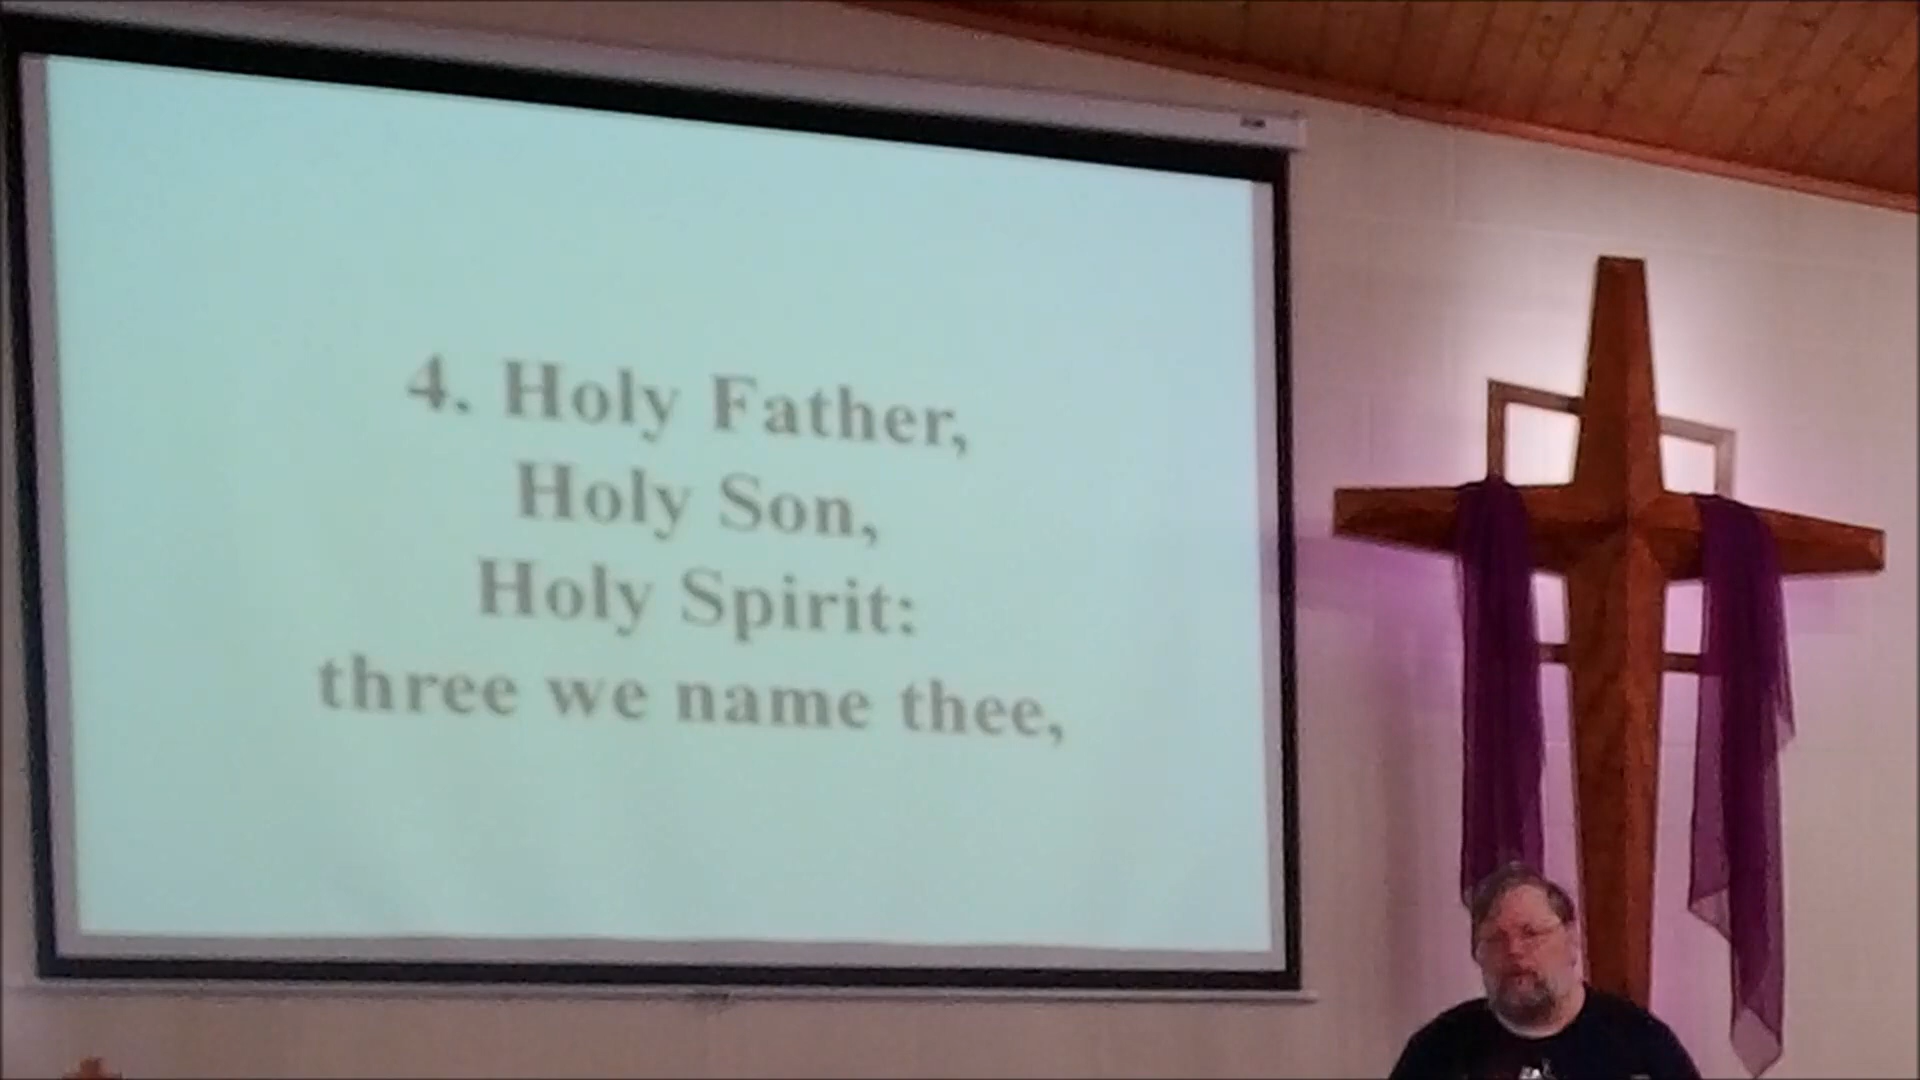 4. Holy Father,
Holy Son,
Holy Spirit:
three we name thee,